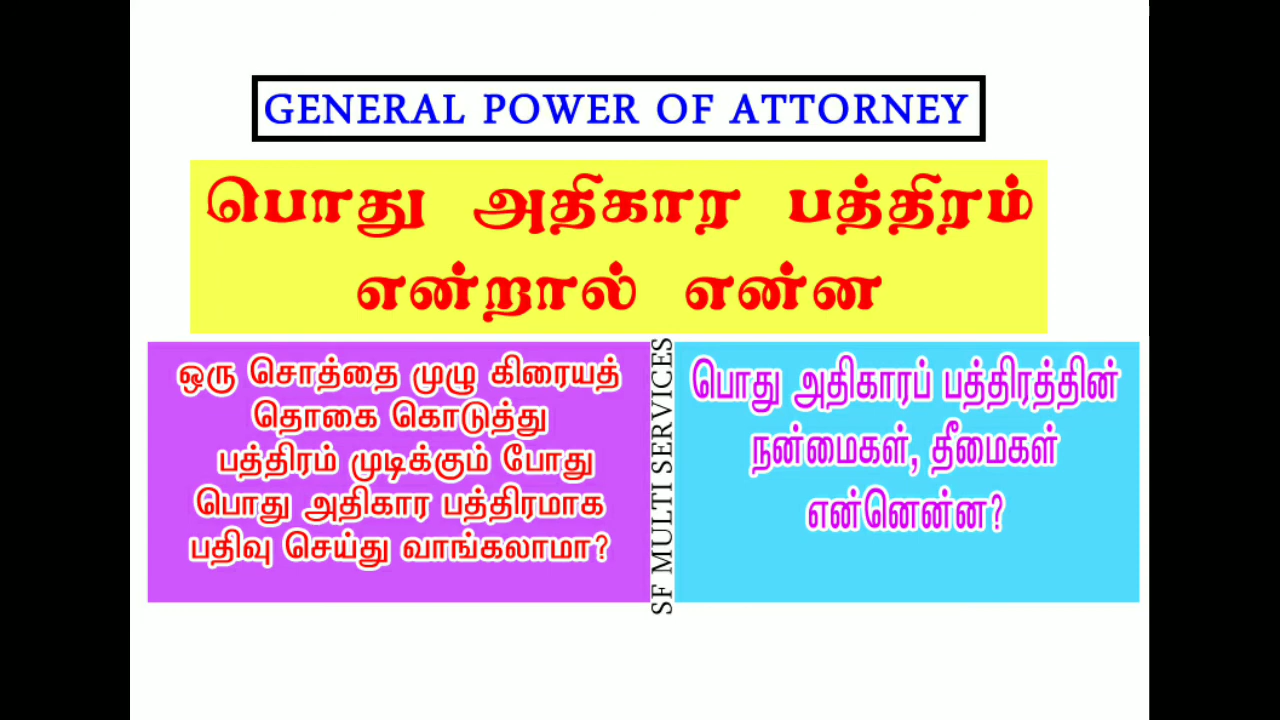 GENERAL POWER OF ATTORNEY
பொது அதிகார பத்திரம்
என்றால் என்ன
ஒரு சொத்தை முழு கிரையத்
தொகை கொடுத்து
பத்திரம் முடிக்கும் போது
பொது அதிகார பத்திரமாக
பதிவு செய்து வாங்கலாமா?
SF MULTI SERVICES
பொது அதிகாரப் பத்திரத்தின்
நன்மைகள், தீமைகள்
என்னென்ன?